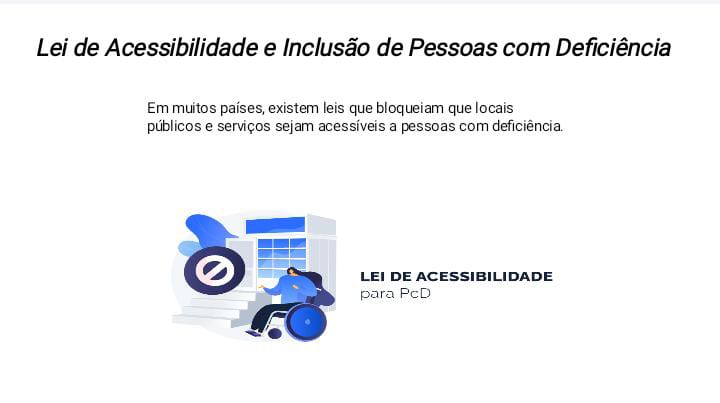 Lei de Acessibilidade e Inclusão de Pessoas com Deficiência
Em muitos países, existem leis que bloqueiam que locais
públicos e serviços sejam acessíveis a pessoas com deficiência.
LEI DE ACESSIBILIDADE
para PcD